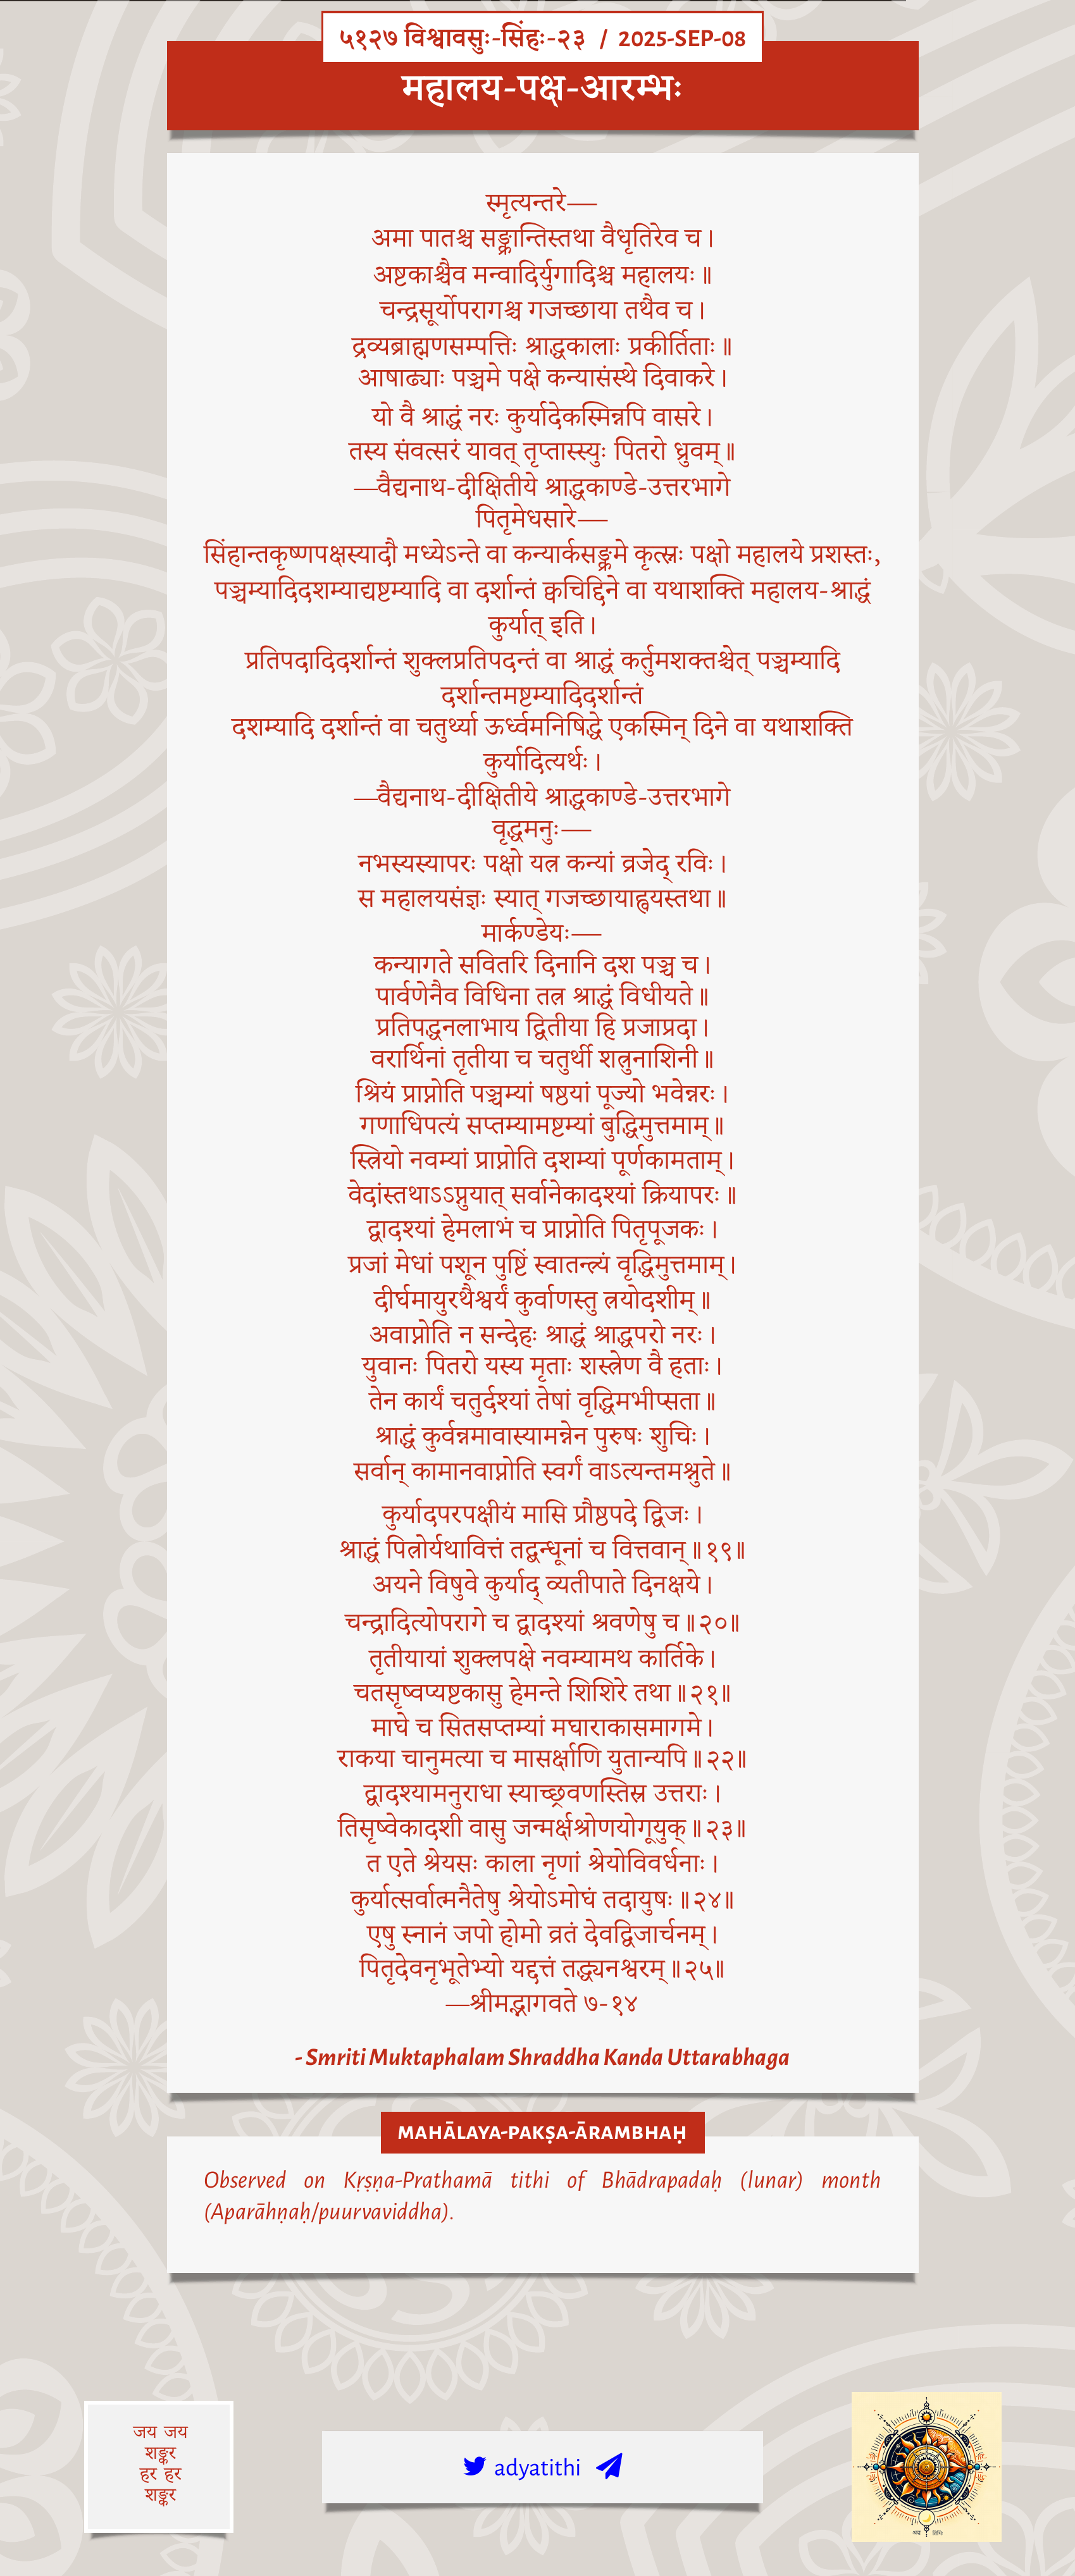 ५१२७ विश्वावसुः-सिंहः-२३ / 2025-SEP-08
महालय-पक्ष-आरम्भः
स्मृत्यन्तरे—
अमा पातश्च सङ्क्रान्तिस्तथा वैधृतिरेव च।
अष्टकाश्चैव मन्वादिर्युगादिश्च महालयः॥
चन्द्रसूर्योपरागश्च गजच्छाया तथैव च।
द्रव्यब्राह्मणसम्पत्तिः श्राद्धकालाः प्रकीर्तिताः॥
आषाढ्याः पञ्चमे पक्षे कन्यासंस्थे दिवाकरे।
यो वै श्राद्धं नरः कुर्यादेकस्मिन्नपि वासरे।
तस्य संवत्सरं यावत् तृप्तास्स्युः पितरो ध्रुवम्॥
—वैद्यनाथ-दीक्षितीये श्राद्धकाण्डे-उत्तरभागे
पितृमेधसारे—
सिंहान्तकृष्णपक्षस्यादौ मध्येऽन्ते वा कन्यार्कसङ्क्रमे कृत्स्नः पक्षो महालये प्रशस्तः,
पञ्चम्यादिदशम्याद्यष्टम्यादि वा दर्शान्तं क्वचिद्दिने वा यथाशक्ति महालय-श्राद्धं
कुर्यात् इति।
प्रतिपदादिदर्शान्तं शुक्लप्रतिपदन्तं वा श्राद्धं कर्तुमशक्तश्चेत् पञ्चम्यादि
दर्शान्तमष्टम्यादिदर्शान्तं
दशम्यादि दर्शान्तं वा चतुर्थ्या ऊर्ध्वमनिषिद्धे एकस्मिन् दिने वा यथाशक्ति
कुर्यादित्यर्थः।
—वैद्यनाथ-दीक्षितीये श्राद्धकाण्डे-उत्तरभागे
वृद्धमनुः—
नभस्यस्यापरः पक्षो यत्र कन्यां व्रजेद् रविः।
स महालयसंज्ञः स्यात् गजच्छायाह्वयस्तथा॥
मार्कण्डेयः—
कन्यागते सवितरि दिनानि दश पञ्च च।
पार्वणेनैव विधिना तत्र श्राद्धं विधीयते॥
प्रतिपद्धनलाभाय द्वितीया हि प्रजाप्रदा।
वरार्थिनां तृतीया च चतुर्थी शत्रुनाशिनी॥
श्रियं प्राप्नोति पञ्चम्यां षष्ठयां पूज्यो भवेन्नरः।
गणाधिपत्यं सप्तम्यामष्टम्यां बुद्धिमुत्तमाम्॥
स्त्रियो नवम्यां प्राप्नोति दशम्यां पूर्णकामताम्।
वेदांस्तथाऽऽप्नुयात् सर्वानेकादश्यां क्रियापरः॥
द्वादश्यां हेमलाभं च प्राप्नोति पितृपूजकः।
प्रजां मेधां पशून पुष्टिं स्वातन्त्र्यं वृद्धिमुत्तमाम्।
दीर्घमायुरथैश्वर्यं कुर्वाणस्तु त्रयोदशीम्॥
अवाप्नोति न सन्देहः श्राद्धं श्राद्धपरो नरः।
युवानः पितरो यस्य मृताः शस्त्रेण वै हताः।
तेन कार्यं चतुर्दश्यां तेषां वृद्धिमभीप्सता॥
श्राद्धं कुर्वन्नमावास्यामन्नेन पुरुषः शुचिः।
सर्वान् कामानवाप्नोति स्वर्गं वाऽत्यन्तमश्नुते॥
कुर्यादपरपक्षीयं मासि प्रौष्ठपदे द्विजः।
श्राद्धं पित्रोर्यथावित्तं तद्बन्धूनां च वित्तवान्॥१९॥
अयने विषुवे कुर्याद् व्यतीपाते दिनक्षये।
चन्द्रादित्योपरागे च द्वादश्यां श्रवणेषु च॥२०॥
तृतीयायां शुक्लपक्षे नवम्यामथ कार्तिके।
चतसृष्वप्यष्टकासु हेमन्ते शिशिरे तथा॥२१॥
माघे च सितसप्तम्यां मघाराकासमागमे।
राकया चानुमत्या च मासर्क्षाणि युतान्यपि॥२२॥
द्वादश्यामनुराधा स्याच्छ्रवणस्तिस्र उत्तराः।
तिसृष्वेकादशी वासु जन्मर्क्षश्रोणयोगयुक्॥२३॥
त एते श्रेयसः काला नृणां श्रेयोविवर्धनाः।
कुर्यात्सर्वात्मनैतेषु श्रेयोऽमोघं तदायुषः॥२४॥
एषु स्नानं जपो होमो व्रतं देवद्विजार्चनम्।
पितृदेवनृभूतेभ्यो यद्दत्तं तद्ध्यनश्वरम्॥२५॥
—श्रीमद्भागवते ७-१४
- Smriti Muktaphalam Shraddha Kanda Uttarabhaga
MAHĀLAYA-PAKṢA-ĀRAMBHAḤ
Observed on Kṛṣṇa-Prathamā tithi of Bhādrapadaḥ (lunar) month
(Aparāhṇaḥ/puurvaviddha).
जय जय
शङ्कर
हर हर
शङ्कर
adyatithi